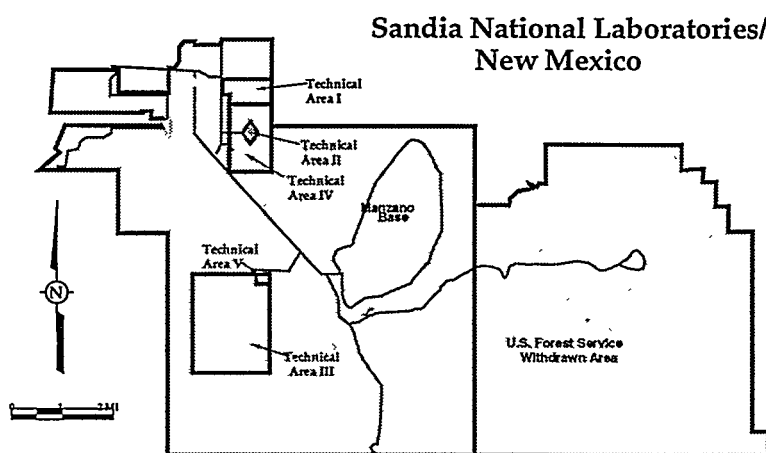 Sandia National Laboratories/
New Mexico
Technical
Area I
Technical
Area II
Technical
Area IV
Manzano
Base
Technical
Area V
N
U.S. Forest Service
Withdrawn Area
Technical
Area III
0 1 2 MI